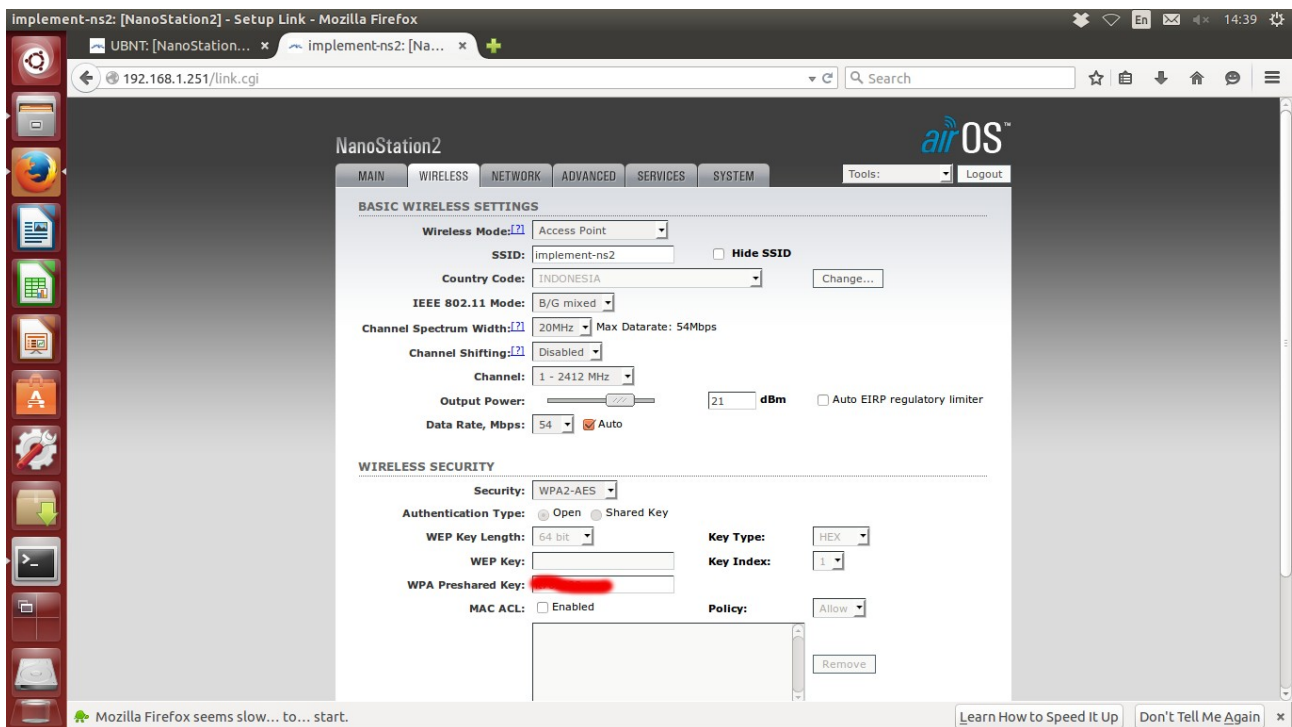 implement-ns2: [NanoStation2] - Setup Link - Mozilla Firefox
En 14:39
UBNT: [NanoStation... × implement-ns2: [Na... ×
192.168.1.251/link.cgi Search
NanoStation2 airOS™
MAIN WIRELESS NETWORK ADVANCED SERVICES SYSTEM Tools: Logout
BASIC WIRELESS SETTINGS
Wireless Mode:[?] Access Point
SSID: implement-ns2 Hide SSID
Country Code: INDONESIA Change...
IEEE 802.11 Mode: B/G mixed
Channel Spectrum Width:[?] 20MHz Max Datarate: 54Mbps
Channel Shifting:[?] Disabled
Channel: 1 - 2412 MHz
Output Power: 21 dBm Auto EIRP regulatory limiter
Data Rate, Mbps: 54 Auto
WIRELESS SECURITY
Security: WPA2-AES
Authentication Type: Open Shared Key
WEP Key Length: 64 bit Key Type: HEX
WEP Key: Key Index: 1
WPA Preshared Key:
MAC ACL: Enabled Policy: Allow
Remove
Mozilla Firefox seems slow... to... start. Learn How to Speed It Up Don't Tell Me Again ×